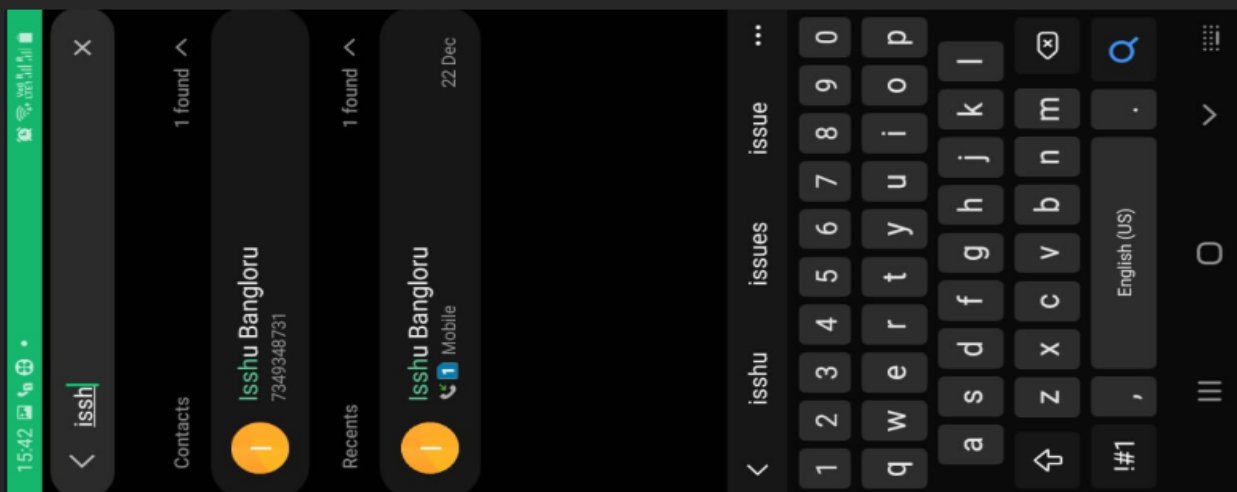 15:42
issh
Contacts 1 found
Isshu Bangloru
7349348731
Recents 1 found
Isshu Bangloru 22 Dec
1 Mobile
isshu issues issue
1 2 3 4 5 6 7 8 9 0
q w e r t y u i o p
a s d f g h j k l
z x c v b n m
!#1 , English (US) .